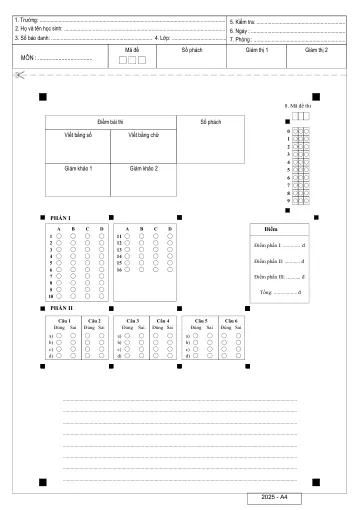 1. Trường: ........................................ 5. Kiểm tra: ........................
2. Họ và tên học sinh: ........................................ 6. Ngày : ........................
3. Số báo danh: ........................................ 4. Lớp: ........................ 7. Phòng : ........................
MÔN : ........................ Mã đề Số phách Giám thị 1 Giám thị 2
8. Mã đề thi
Điểm bài thi Số phách
Viết bằng số Viết bằng chữ
Giám khảo 1 Giám khảo 2
0
1
2
3
4
5
6
7
8
9
PHẦN I
A B C D A B C D
1 11
2 12
3 13
4 14
5 15
6 16
7
8
9
10
Điểm
Điểm phần I: ............ đ
Điểm phần II: ........... đ
Điểm phần III: .......... đ
Tổng: ................. đ
PHẦN II
Câu 1 Câu 2 Câu 3 Câu 4 Câu 5 Câu 6
Đúng Sai Đúng Sai Đúng Sai Đúng Sai Đúng Sai Đúng Sai
a) a) a)
b) b) b)
c) c) c)
d) d) d)
2025 - A4